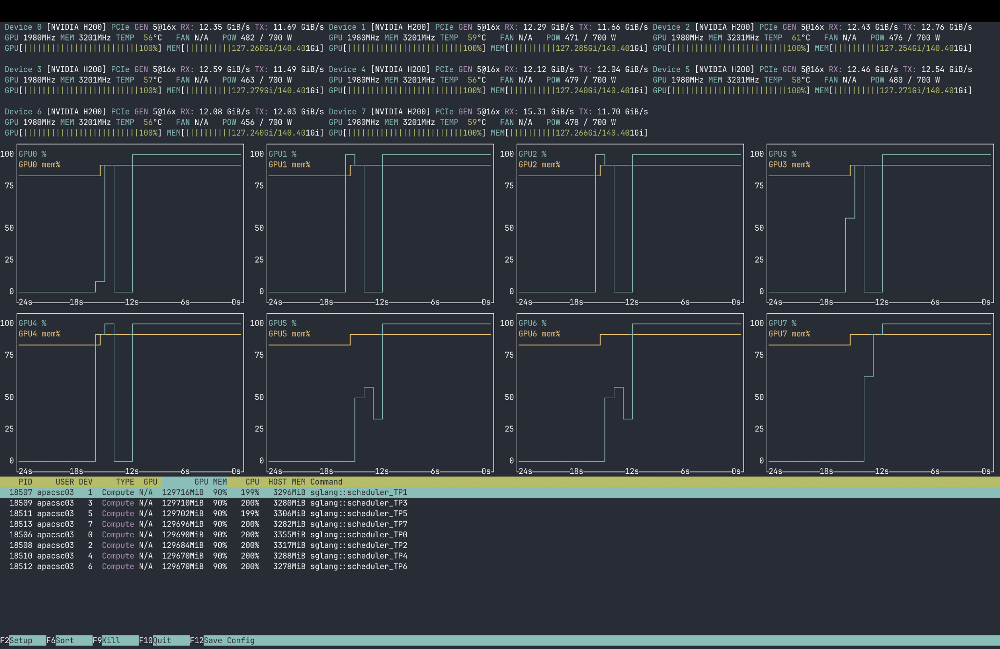 Device 0 [NVIDIA H200] PCIe GEN 5@16x RX: 12.35 GiB/s TX: 11.69 GiB/s Device 1 [NVIDIA H200] PCIe GEN 5@16x RX: 12.29 GiB/s TX: 11.66 GiB/s Device 2 [NVIDIA H200] PCIe GEN 5@16x RX: 12.43 GiB/s TX: 12.76 GiB/s
GPU 1980MHz MEM 3201MHz TEMP 56°C FAN N/A POW 482 / 700 W GPU 1980MHz MEM 3201MHz TEMP 59°C FAN N/A POW 471 / 700 W GPU 1980MHz MEM 3201MHz TEMP 61°C FAN N/A POW 476 / 700 W
GPU[|||||||||||||||||||||||||100%] MEM[||||||||||127.260Gi/140.401Gi] GPU[|||||||||||||||||||||||||100%] MEM[||||||||||127.285Gi/140.401Gi] GPU[|||||||||||||||||||||||||100%] MEM[||||||||||127.254Gi/140.401Gi]
Device 3 [NVIDIA H200] PCIe GEN 5@16x RX: 12.59 GiB/s TX: 11.49 GiB/s Device 4 [NVIDIA H200] PCIe GEN 5@16x RX: 12.12 GiB/s TX: 12.04 GiB/s Device 5 [NVIDIA H200] PCIe GEN 5@16x RX: 12.46 GiB/s TX: 12.54 GiB/s
GPU 1980MHz MEM 3201MHz TEMP 57°C FAN N/A POW 463 / 700 W GPU 1980MHz MEM 3201MHz TEMP 56°C FAN N/A POW 479 / 700 W GPU 1980MHz MEM 3201MHz TEMP 58°C FAN N/A POW 480 / 700 W
GPU[|||||||||||||||||||||||||100%] MEM[||||||||||127.279Gi/140.401Gi] GPU[|||||||||||||||||||||||||100%] MEM[||||||||||127.240Gi/140.401Gi] GPU[|||||||||||||||||||||||||100%] MEM[||||||||||127.271Gi/140.401Gi]
Device 6 [NVIDIA H200] PCIe GEN 5@16x RX: 12.08 GiB/s TX: 12.03 GiB/s Device 7 [NVIDIA H200] PCIe GEN 5@16x RX: 15.31 GiB/s TX: 11.70 GiB/s
GPU 1980MHz MEM 3201MHz TEMP 56°C FAN N/A POW 456 / 700 W GPU 1980MHz MEM 3201MHz TEMP 59°C FAN N/A POW 478 / 700 W
GPU[|||||||||||||||||||||||||100%] MEM[||||||||||127.240Gi/140.401Gi] GPU[|||||||||||||||||||||||||100%] MEM[||||||||||127.266Gi/140.401Gi]
100 GPU0 % 100 GPU1 % 100 GPU2 % 100 GPU3 %
GPU0 mem% GPU1 mem% GPU2 mem% GPU3 mem%
75 75 75 75
50 50 50 50
25 25 25 25
0 0 0 0
24s 18s 12s 6s 0s 24s 18s 12s 6s 0s 24s 18s 12s 6s 0s 24s 18s 12s 6s 0s
100 GPU4 % 100 GPU5 % 100 GPU6 % 100 GPU7 %
GPU4 mem% GPU5 mem% GPU6 mem% GPU7 mem%
75 75 75 75
50 50 50 50
25 25 25 25
0 0 0 0
24s 18s 12s 6s 0s 24s 18s 12s 6s 0s 24s 18s 12s 6s 0s 24s 18s 12s 6s 0s
PID USER DEV TYPE GPU GPU MEM CPU HOST MEM Command
18507 apacsc03 1 Compute N/A 129716MiB 90% 199% 3296MiB sglang::scheduler_TP1
18509 apacsc03 3 Compute N/A 129710MiB 90% 200% 3280MiB sglang::scheduler_TP3
18511 apacsc03 5 Compute N/A 129702MiB 90% 199% 3306MiB sglang::scheduler_TP5
18513 apacsc03 7 Compute N/A 129696MiB 90% 200% 3282MiB sglang::scheduler_TP7
18506 apacsc03 0 Compute N/A 129690MiB 90% 200% 3355MiB sglang::scheduler_TP0
18508 apacsc03 2 Compute N/A 129684MiB 90% 200% 3317MiB sglang::scheduler_TP2
18510 apacsc03 4 Compute N/A 129670MiB 90% 200% 3288MiB sglang::scheduler_TP4
18512 apacsc03 6 Compute N/A 129670MiB 90% 200% 3278MiB sglang::scheduler_TP6
F2Setup F6Sort F9Kill F10Quit F12Save Config